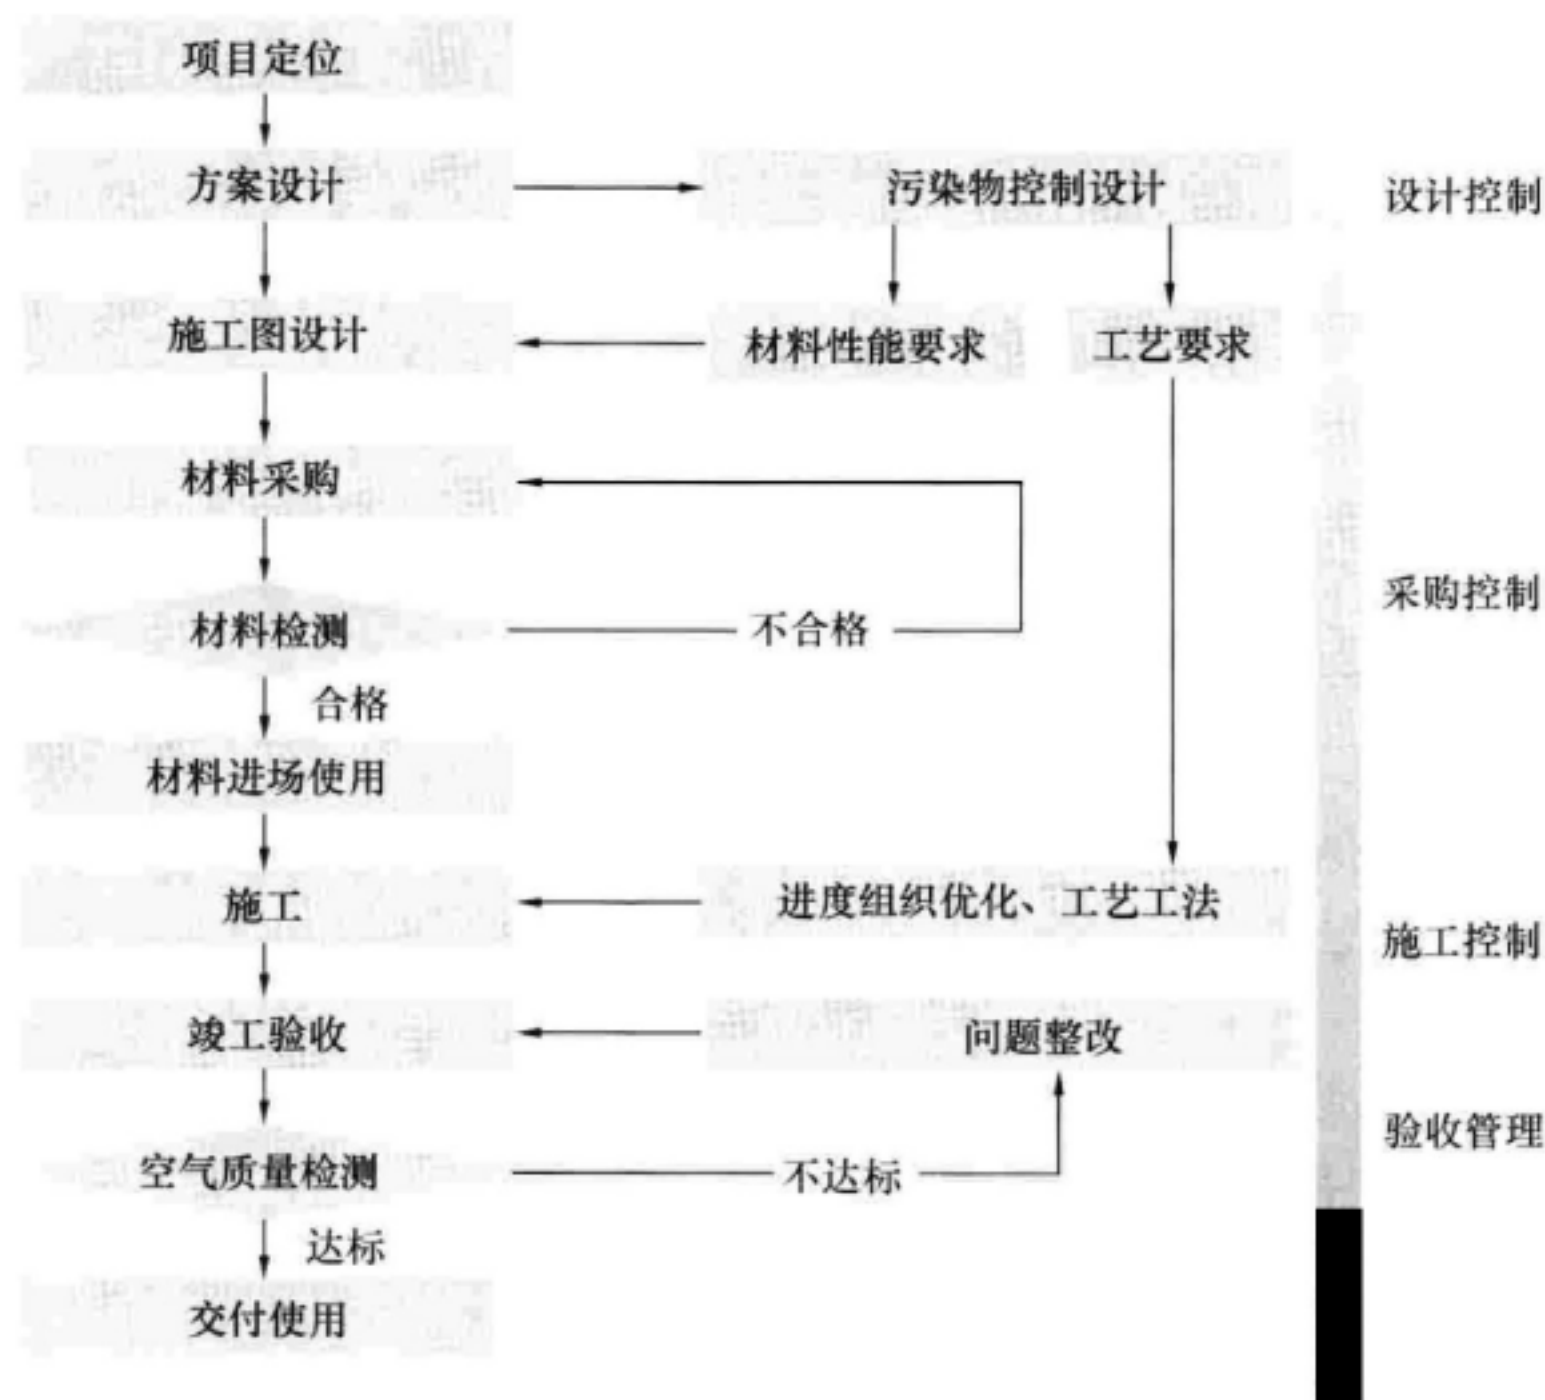 项目定位
方案设计
污染物控制设计
设计控制
施工图设计
材料性能要求
工艺要求
材料采购
采购控制
材料检测
不合格
合格
材料进场使用
施工
进度组织优化、工艺工法
施工控制
竣工验收
问题整改
验收管理
空气质量检测
不达标
达标
交付使用